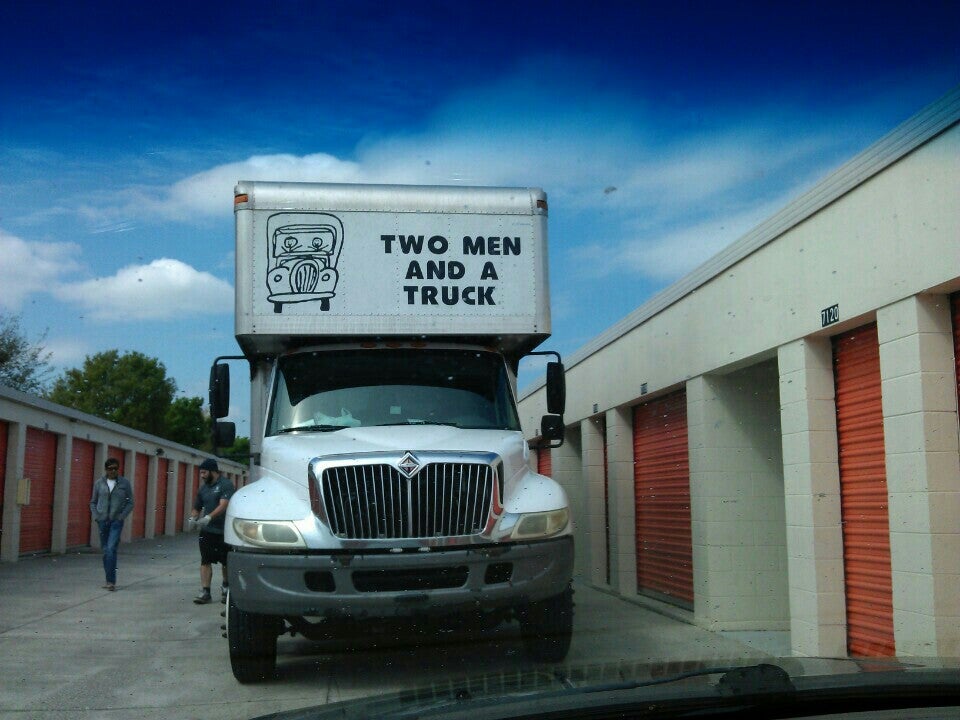 TWO MEN
AND A
TRUCK
7120